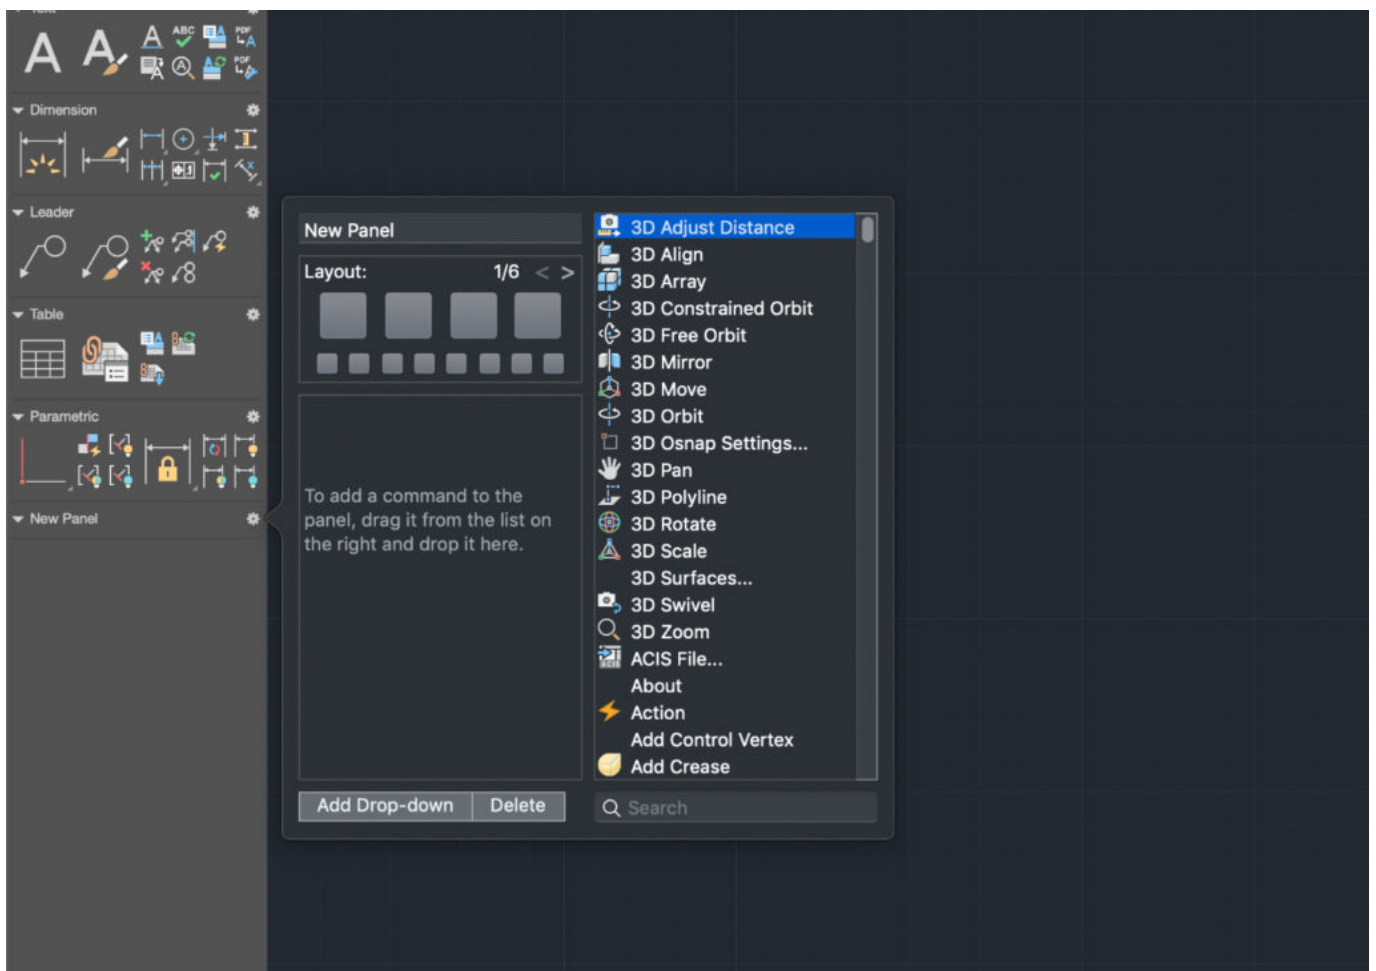 Text
ABC
PDF
A
PDF
Dimension
Leader
Table
Parametric
New Panel
New Panel
Layout: 1/6 < >
To add a command to the
panel, drag it from the list on
the right and drop it here.
Add Drop-down Delete
3D Adjust Distance
3D Align
3D Array
3D Constrained Orbit
3D Free Orbit
3D Mirror
3D Move
3D Orbit
3D Osnap Settings...
3D Pan
3D Polyline
3D Rotate
3D Scale
3D Surfaces...
3D Swivel
3D Zoom
ACIS File...
About
Action
Add Control Vertex
Add Crease
Search